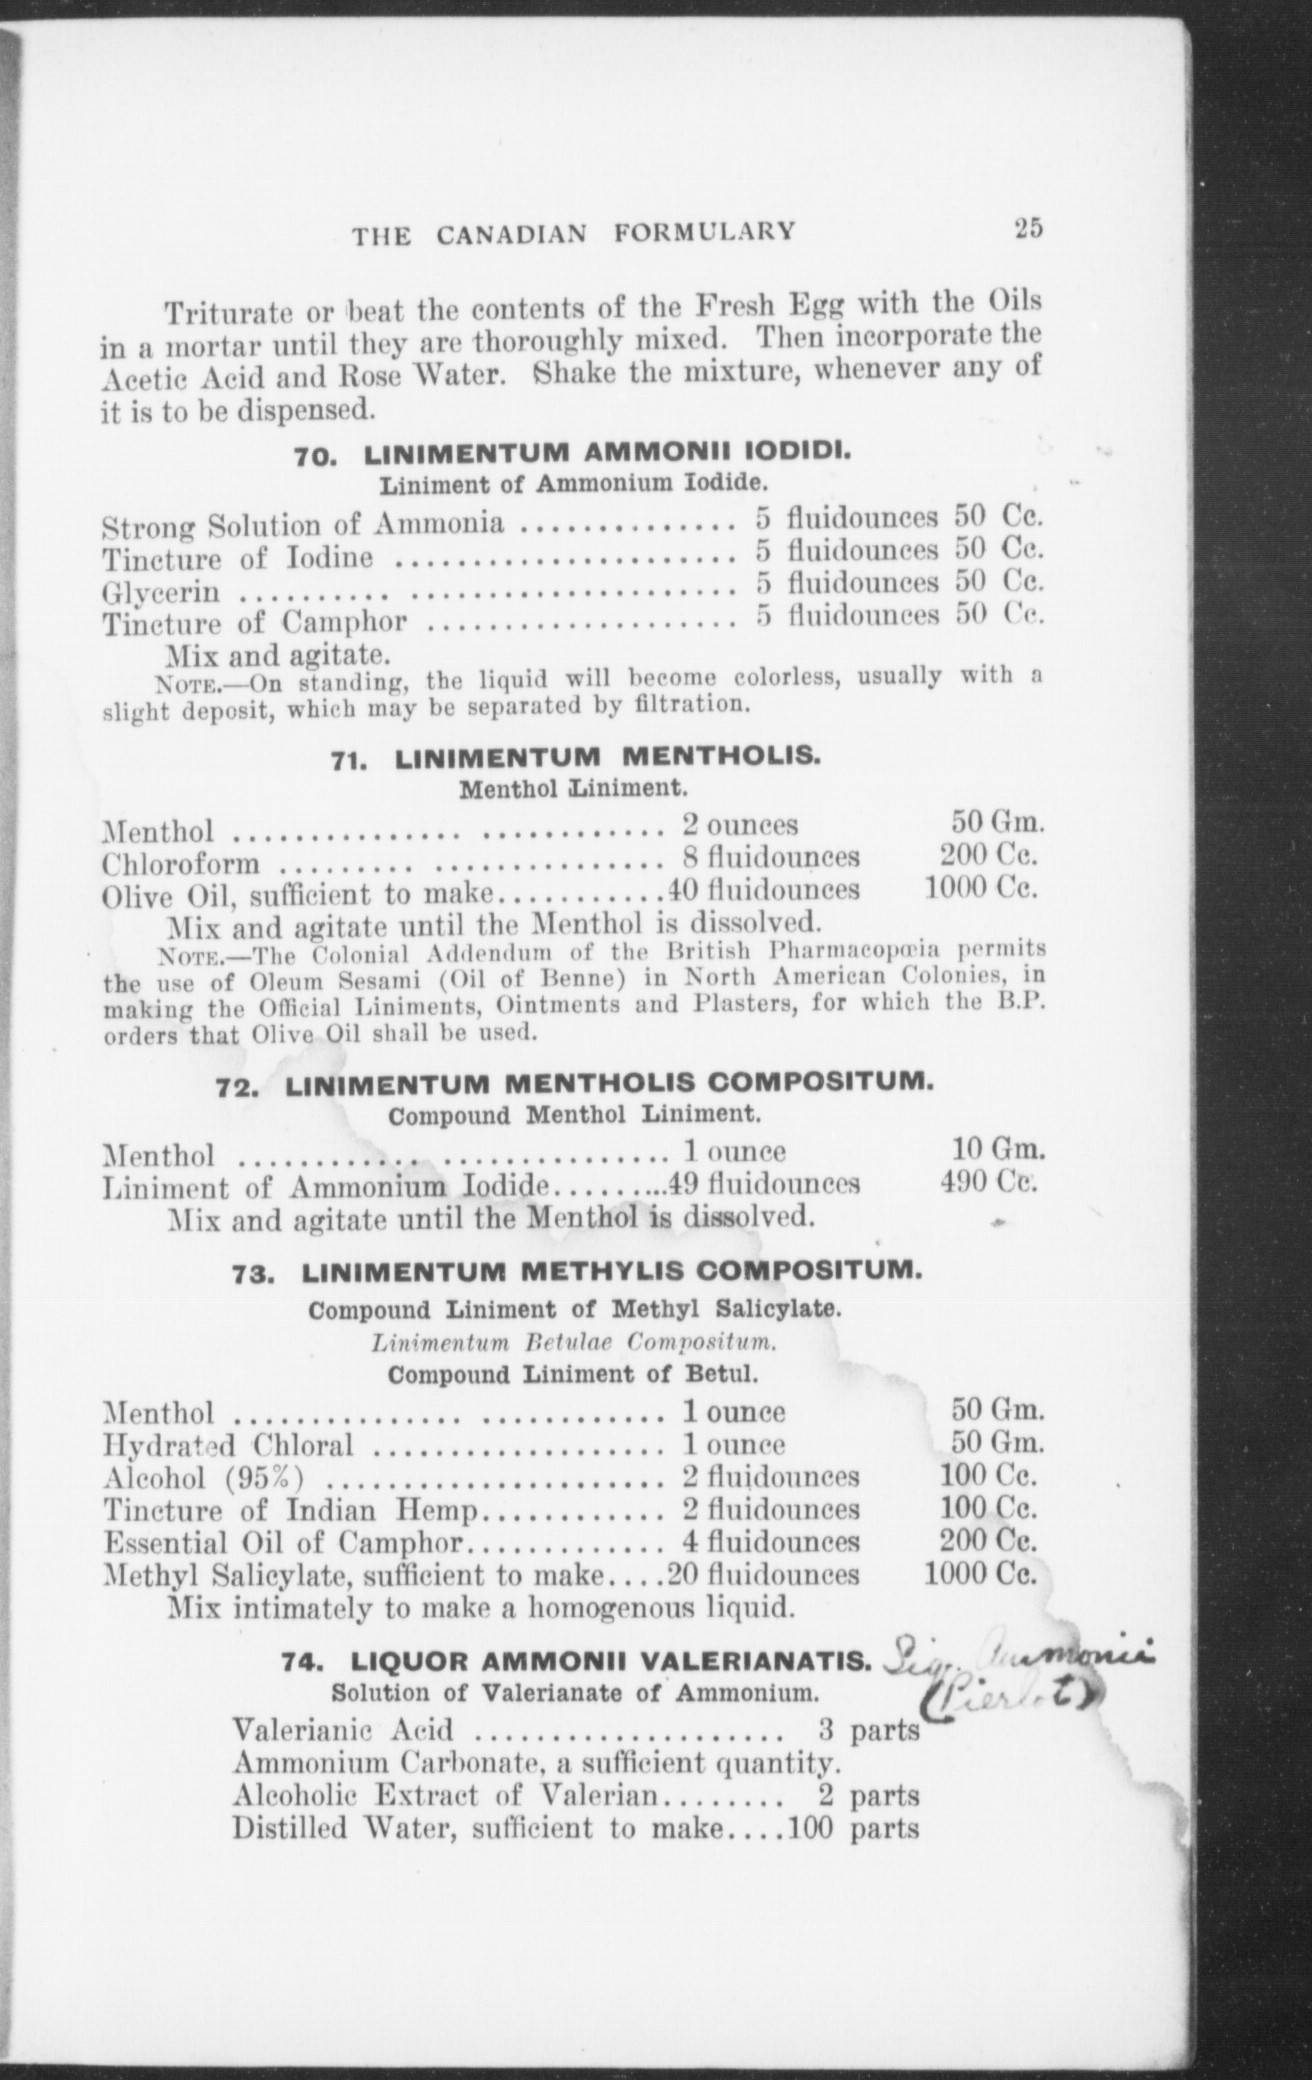 THE CANADIAN FORMULARY 25
Triturate or beat the contents of the Fresh Egg with the Oils
in a mortar until they are thoroughly mixed. Then incorporate the
Acetic Acid and Rose Water. Shake the mixture, whenever any of
it is to be dispensed.
70. LINIMENTUM AMMONII IODIDI.
Liniment of Ammonium Iodide.
Strong Solution of Ammonia .............. 5 fluidounces 50 Cc.
Tincture of Iodine ...................... 5 fluidounces 50 Cc.
Glycerin .......... ..................... 5 fluidounces 50 Cc.
Tincture of Camphor .................... 5 fluidounces 50 Cc.
Mix and agitate.
NOTE.—On standing, the liquid will become colorless, usually with a
slight deposit, which may be separated by filtration.
71. LINIMENTUM MENTHOLIS.
Menthol Liniment.
Menthol ............... ............ 2 ounces 50 Gm.
Chloroform ......... ............... 8 fluidounces 200 Cc.
Olive Oil, sufficient to make...........40 fluidounces 1000 Cc.
Mix and agitate until the Menthol is dissolved.
NOTE.—The Colonial Addendum of the British Pharmacopœia permits
the use of Oleum Sesami (Oil of Benne) in North American Colonies, in
making the Official Liniments, Ointments and Plasters, for which the B.P.
orders that Olive Oil shall be used.
72. LINIMENTUM MENTHOLIS COMPOSITUM.
Compound Menthol Liniment.
Menthol ............ ............... 1 ounce 10 Gm.
Liniment of Ammonium Iodide.........49 fluidounces 490 Cc.
Mix and agitate until the Menthol is dissolved.
73. LINIMENTUM METHYLIS COMPOSITUM.
Compound Liniment of Methyl Salicylate.
Linimentum Betulae Compositum.
Compound Liniment of Betul.
Menthol ............... ............ 1 ounce 50 Gm.
Hydrated Chloral ................... 1 ounce 50 Gm.
Alcohol (95%) ...................... 2 fluidounces 100 Cc.
Tincture of Indian Hemp............ 2 fluidounces 100 Cc.
Essential Oil of Camphor............. 4 fluidounces 200 Cc.
Methyl Salicylate, sufficient to make....20 fluidounces 1000 Cc.
Mix intimately to make a homogenous liquid.
74. LIQUOR AMMONII VALERIANATIS. Liq. Ammonii
Solution of Valerianate of Ammonium. (Pierlot)
Valerianic Acid .................... 3 parts
Ammonium Carbonate, a sufficient quantity.
Alcoholic Extract of Valerian........ 2 parts
Distilled Water, sufficient to make....100 parts